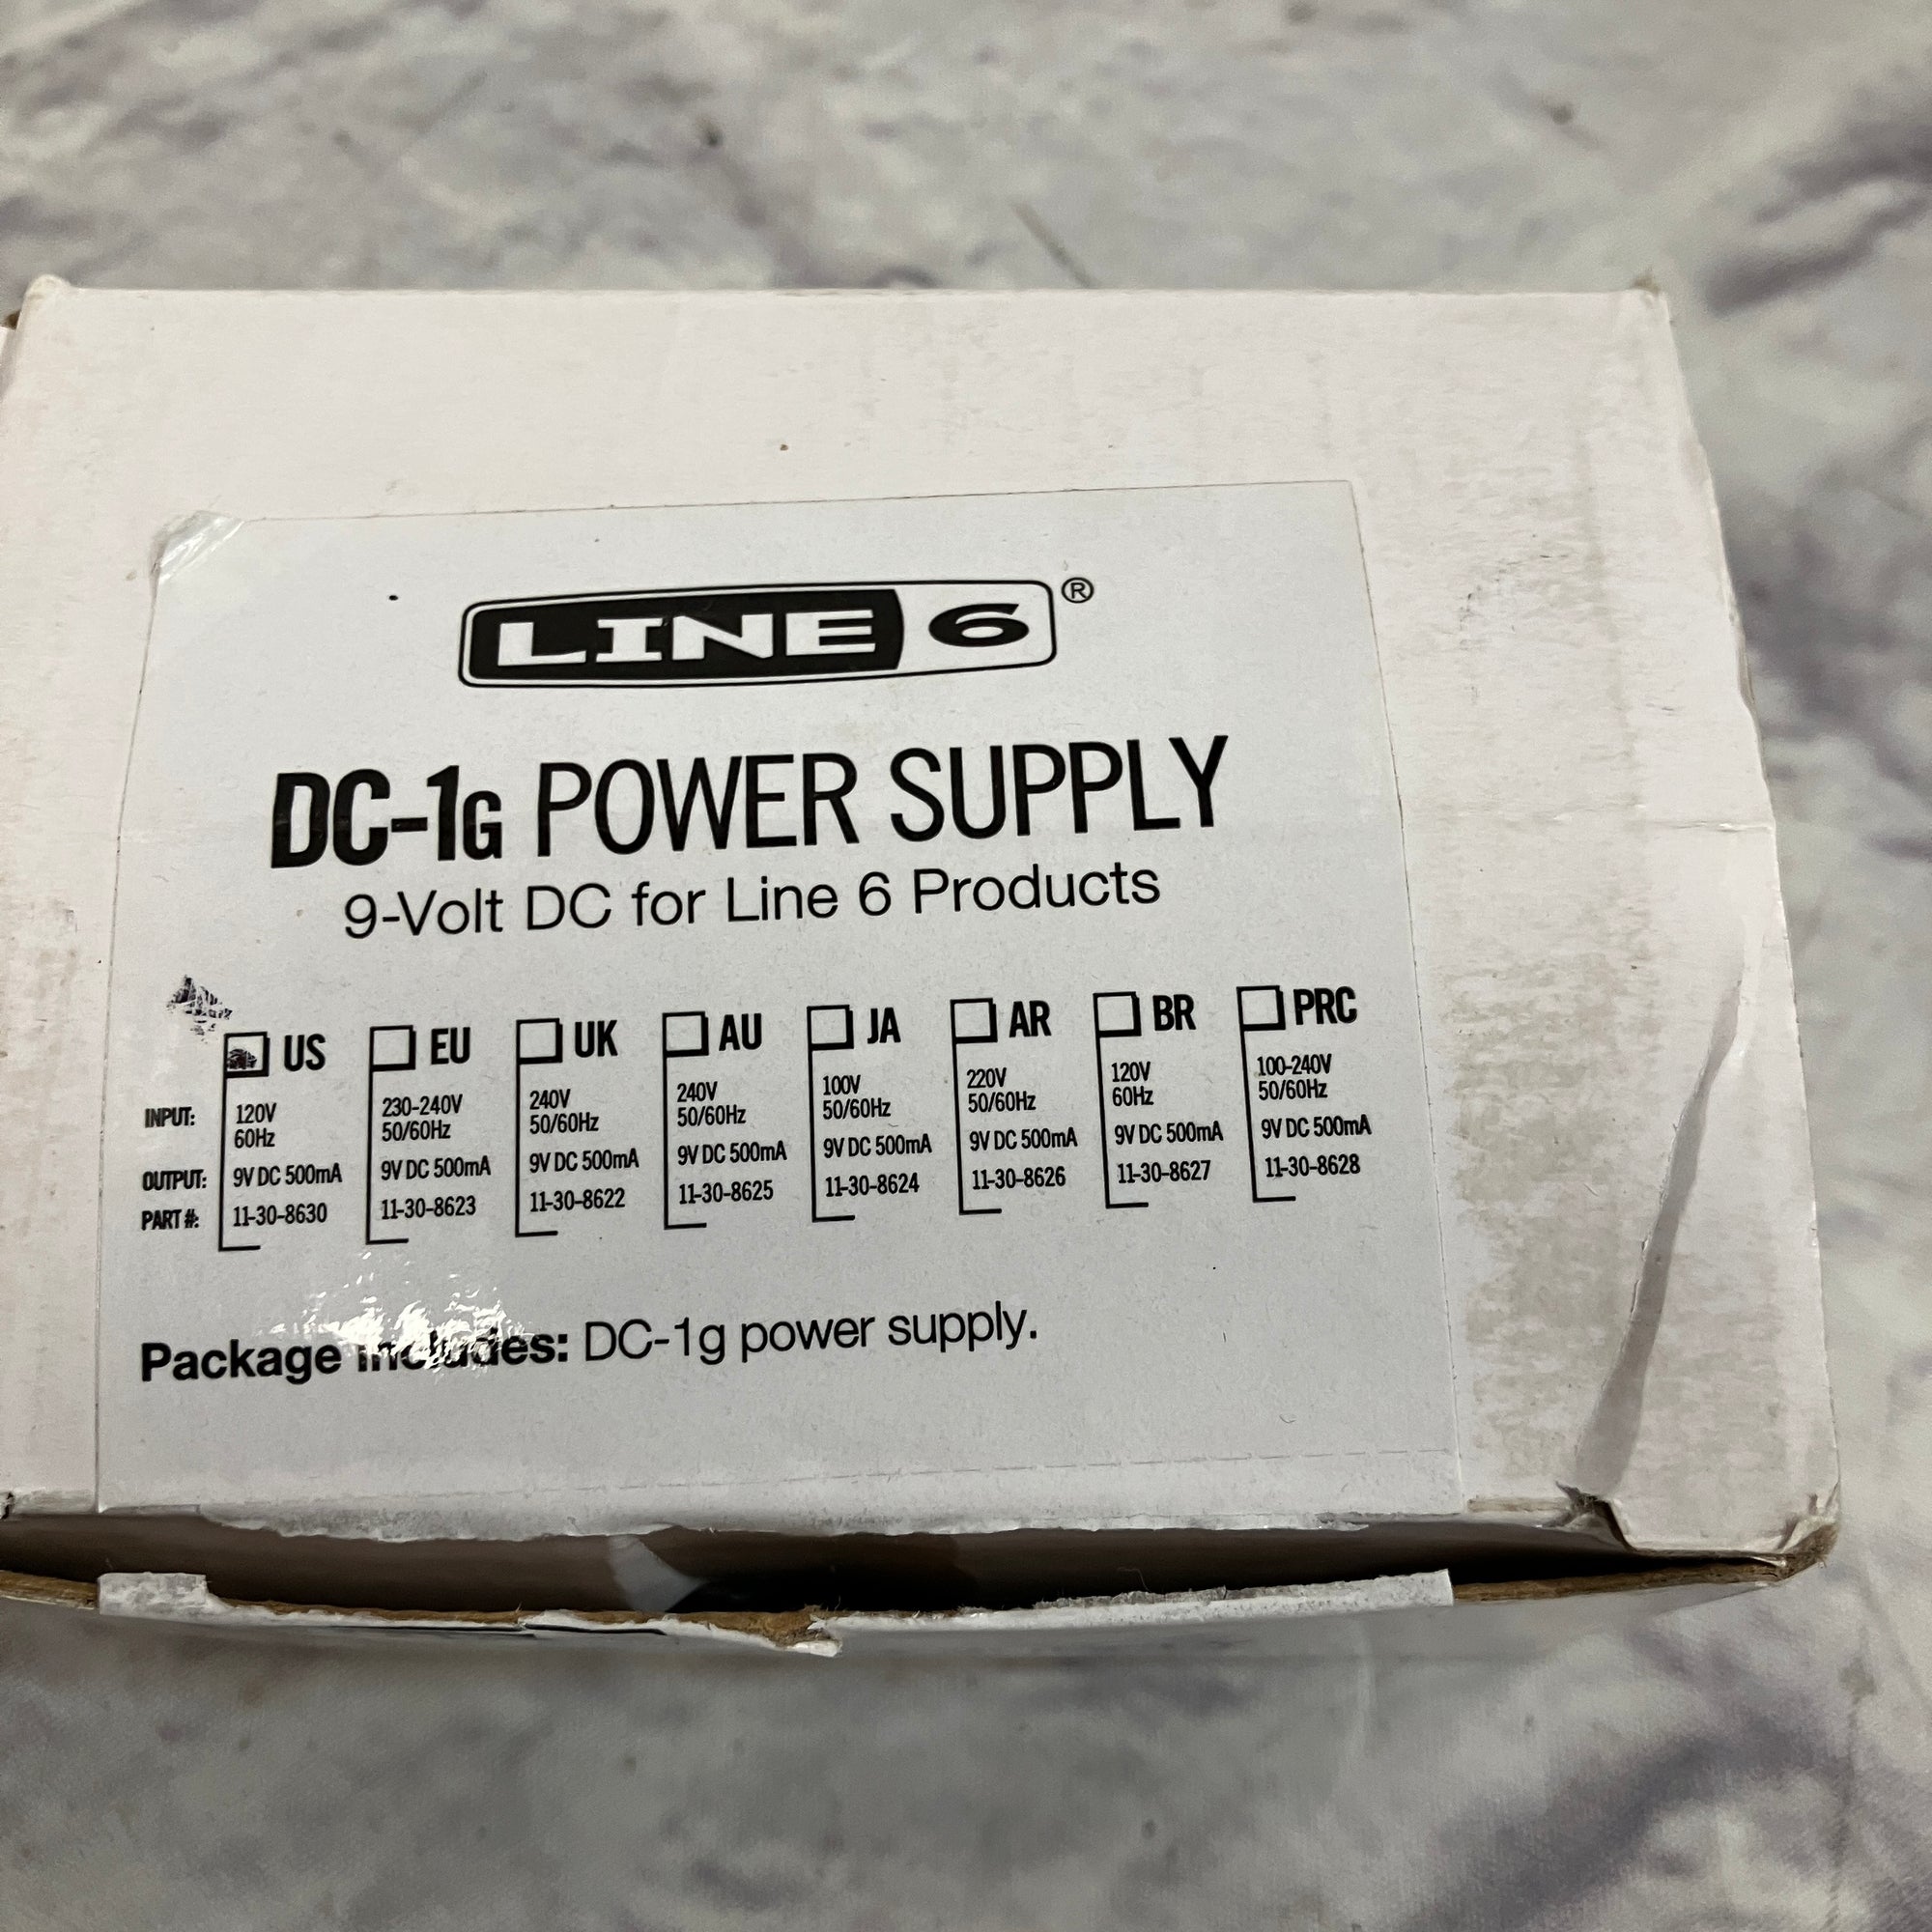 LINE 6®
DC-1G POWER SUPPLY
9-Volt DC for Line 6 Products
US EU UK AU JA AR BR PRC
INPUT: 120V 230-240V 240V 240V 100V 220V 120V 100-240V
60Hz 50/60Hz 50/60Hz 50/60Hz 50/60Hz 50/60Hz 60Hz 50/60Hz
OUTPUT: 9V DC 500mA 9V DC 500mA 9V DC 500mA 9V DC 500mA 9V DC 500mA 9V DC 500mA 9V DC 500mA 9V DC 500mA
PART #: 11-30-8630 11-30-8623 11-30-8622 11-30-8625 11-30-8624 11-30-8626 11-30-8627 11-30-8628
Package includes: DC-1g power supply.